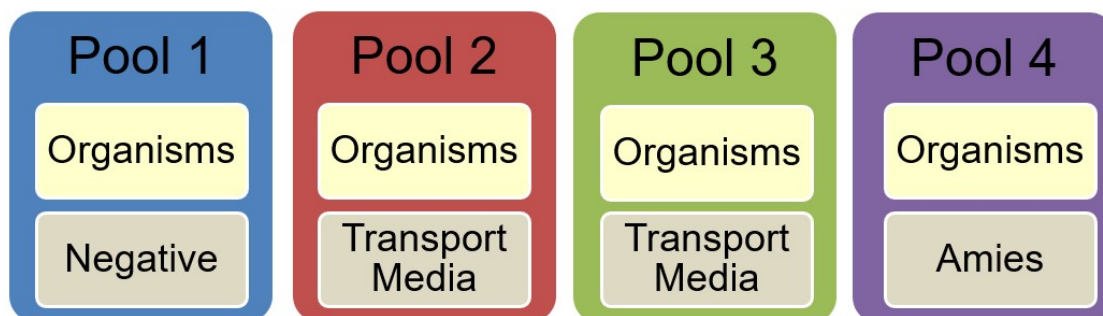 Pool 1
Organisms
Negative
Pool 2
Organisms
Transport
Media
Pool 3
Organisms
Transport
Media
Pool 4
Organisms
Amies